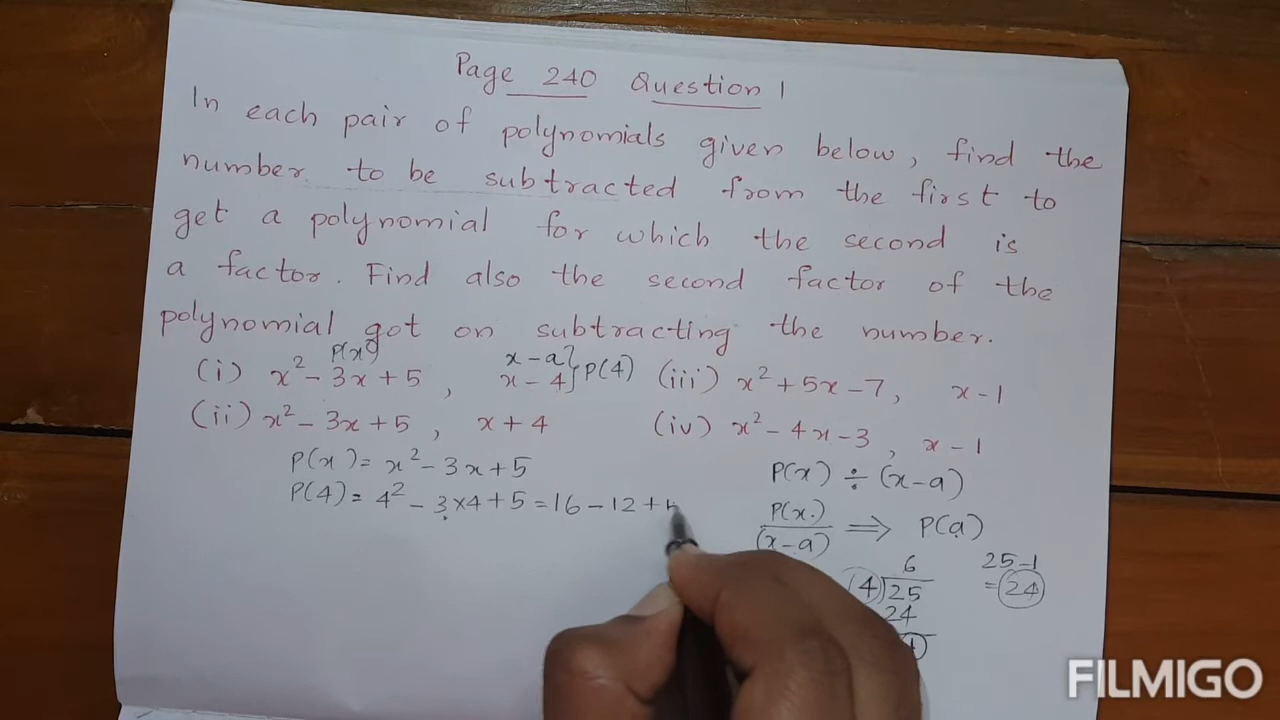 Page 240 Question 1
In each pair of polynomials given below, find the
number to be subtracted from the first to
get a polynomial for which the second is
a factor. Find also the second factor of the
polynomial got on subtracting the number.
P(x)
x - a } P(4)
(i) x² - 3x + 5 , x - 4
(iii) x² + 5x - 7, x - 1
(ii) x² - 3x + 5 , x + 4
(iv) x² - 4x - 3 , x - 1
P(x) = x² - 3x + 5
P(4) = 4² - 3 × 4 + 5 = 16 - 12 +
P(x) ÷ (x - a)
P(x)
(x - a) ⟹ P(a)
6
4) 25
24
25 - 1
= 24
FILMIGO